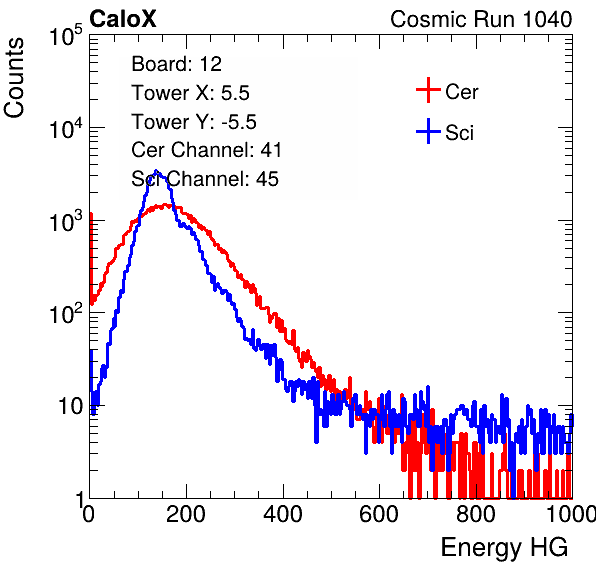 CaloX Cosmic Run 1040
Counts
Board: 12
Tower X: 5.5
Tower Y: -5.5
Cer Channel: 41
Sci Channel: 45
Cer
Sci
10^5
10^4
10^3
10^2
10
1
0 200 400 600 800 1000
Energy HG